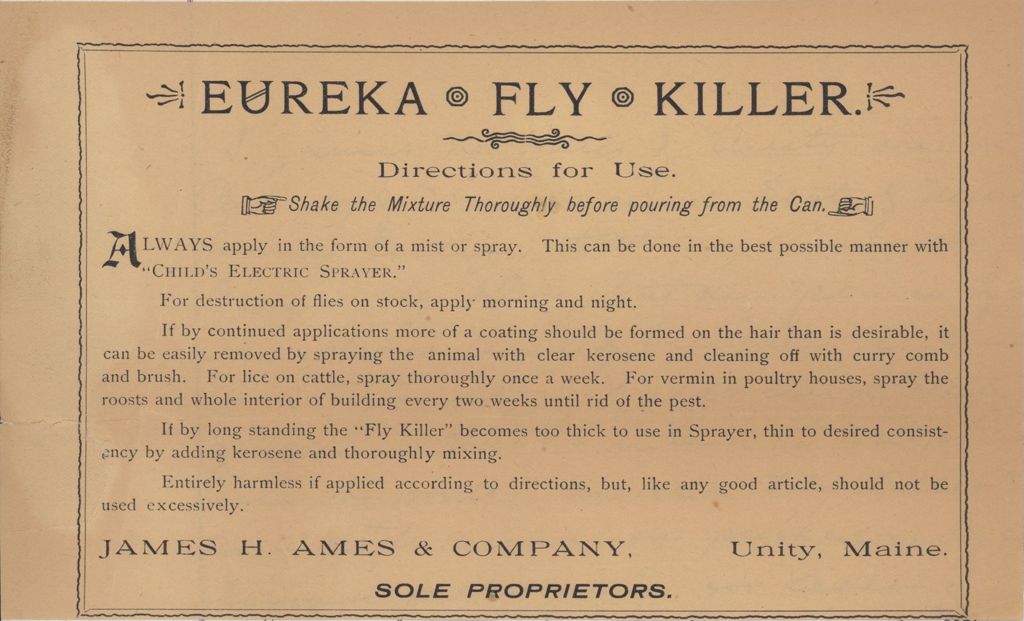 EUREKA FLY KILLER.
Directions for Use.
Shake the Mixture Thoroughly before pouring from the Can.
ALWAYS apply in the form of a mist or spray. This can be done in the best possible manner with
"CHILD'S ELECTRIC SPRAYER."
For destruction of flies on stock, apply morning and night.
If by continued applications more of a coating should be formed on the hair than is desirable, it
can be easily removed by spraying the animal with clear kerosene and cleaning off with curry comb
and brush. For lice on cattle, spray thoroughly once a week. For vermin in poultry houses, spray the
roosts and whole interior of building every two weeks until rid of the pest.
If by long standing the "Fly Killer" becomes too thick to use in Sprayer, thin to desired consist-
ency by adding kerosene and thoroughly mixing.
Entirely harmless if applied according to directions, but, like any good article, should not be
used excessively.
JAMES H. AMES & COMPANY, Unity, Maine.
SOLE PROPRIETORS.